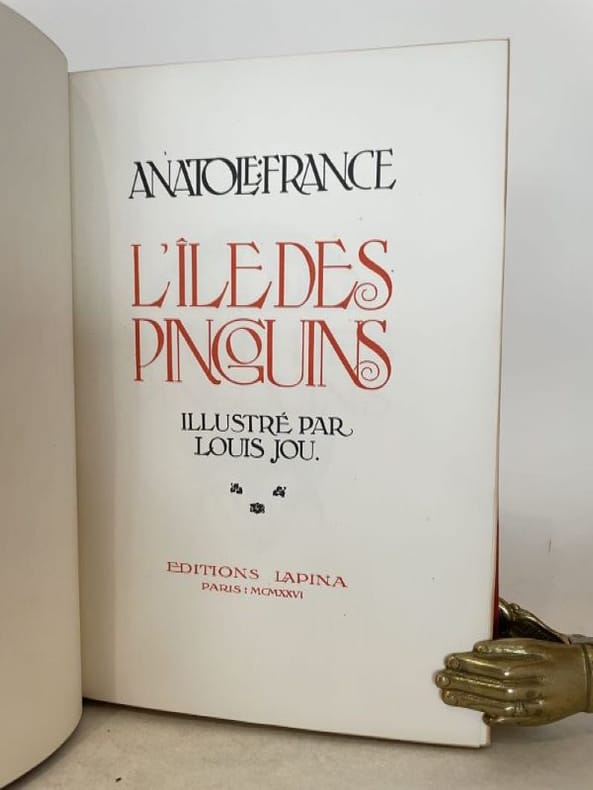 ANATOLE:FRANCE
L'ÎLE DES
PINGOUINS
ILLUSTRÉ PAR
LOUIS JOU.
EDITIONS LAPINA
PARIS : MCMXXVI